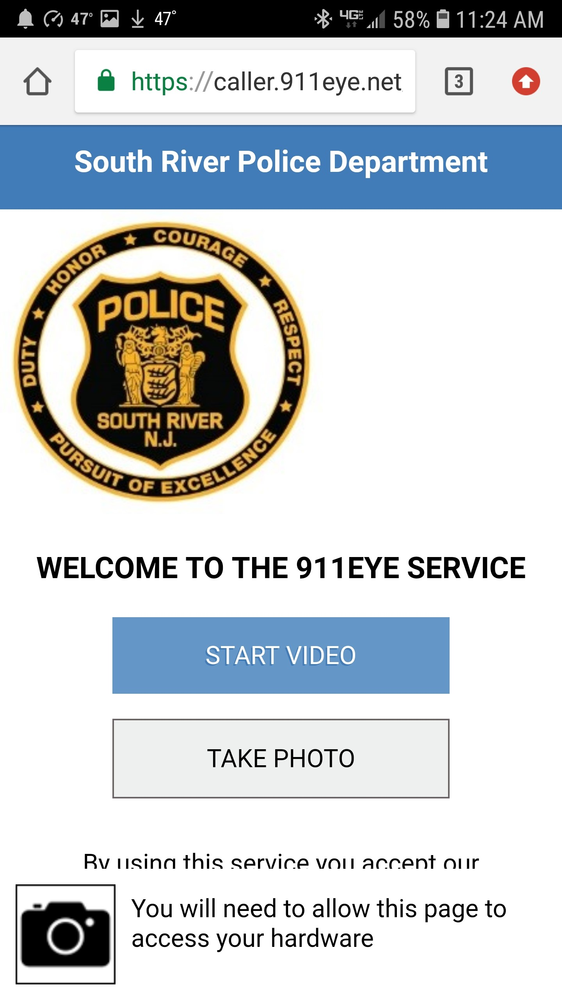 47° 47° 4G LTE 58% 11:24 AM
https://caller.911eye.net
3
South River Police Department
DUTY ★ HONOR ★ COURAGE ★ RESPECT
POLICE
SOUTH RIVER
N.J.
PURSUIT OF EXCELLENCE
WELCOME TO THE 911EYE SERVICE
START VIDEO
TAKE PHOTO
By using this service you accept our
You will need to allow this page to
access your hardware